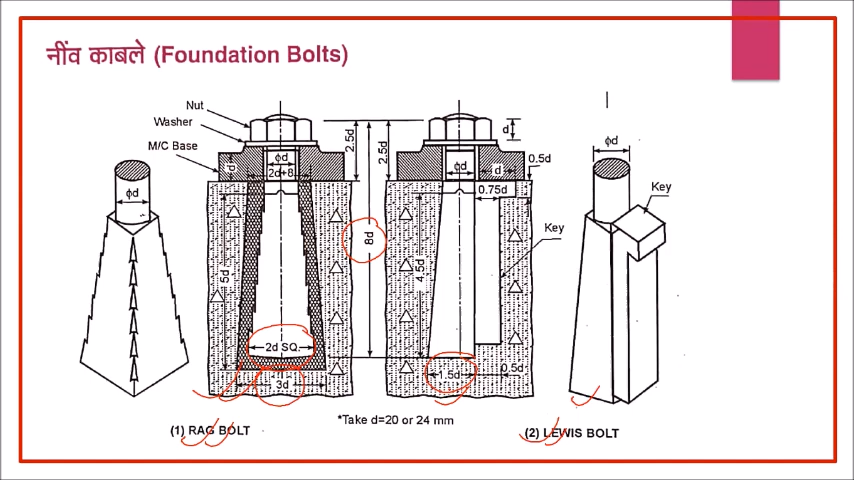 नींव काबले (Foundation Bolts)
Nut
Washer
M/C Base
ϕd
ϕd
2d+8
d
5d
2d SQ.
3d
2.5d
8d
2.5d
ϕd
d
d
0.5d
0.75d
4.5d
Key
1.5d
0.5d
ϕd
Key
*Take d=20 or 24 mm
(1) RAG BOLT
(2) LEWIS BOLT